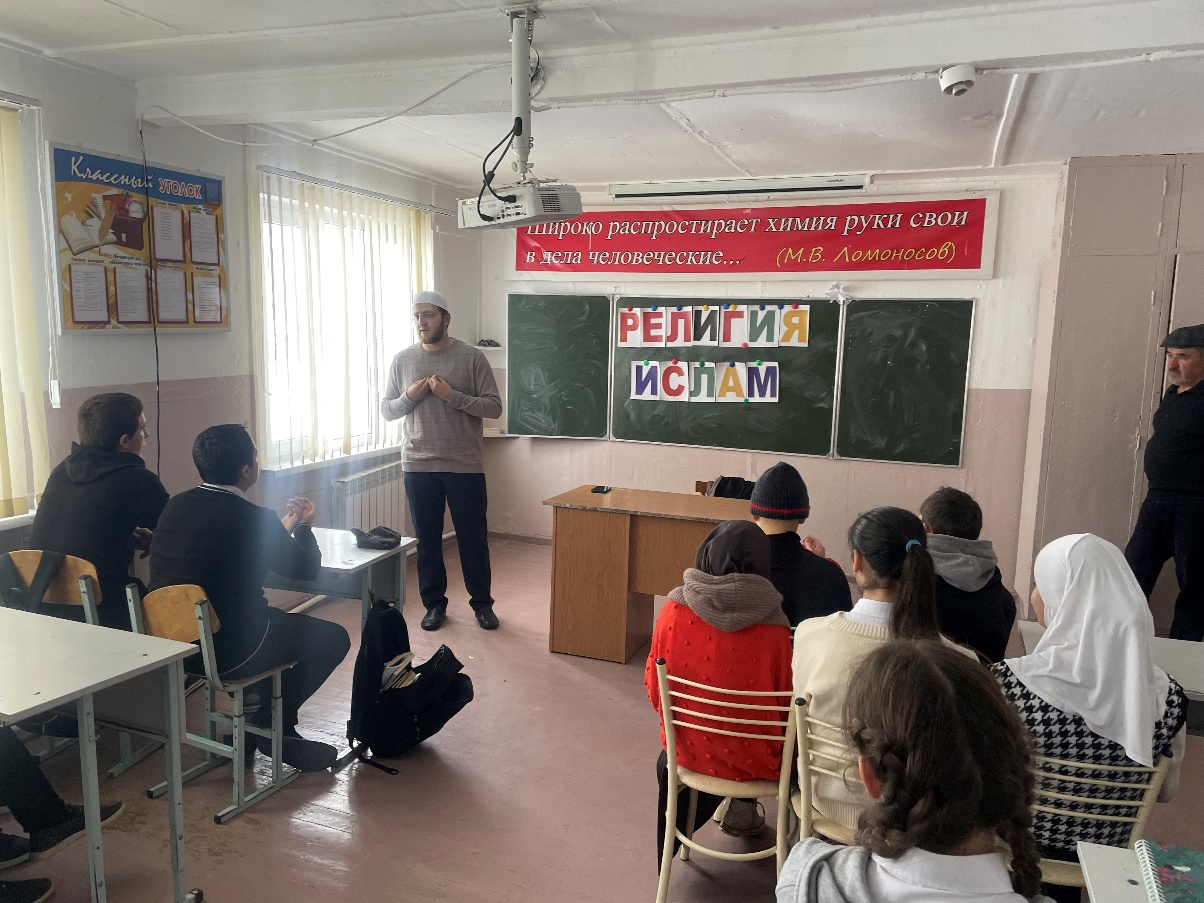 Классный уголок
Широко распростирает химия руки свои
в дела человеческие...
(М.В. Ломоносов)
РЕЛИГИЯ
ИСЛАМ